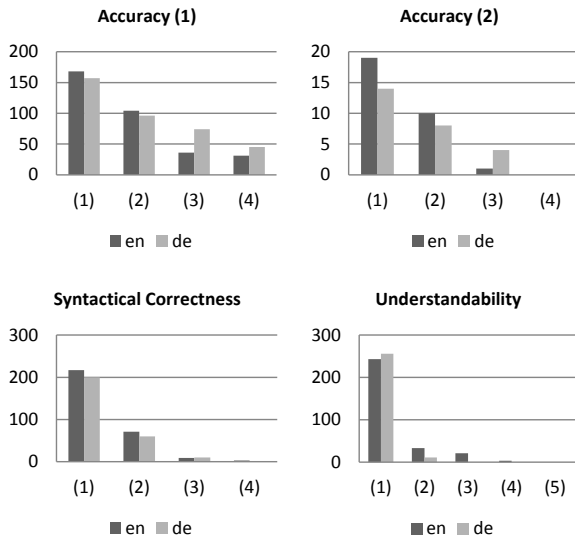 Accuracy (1)
200
150
100
50
0
(1) (2) (3) (4)
en de
Accuracy (2)
20
15
10
5
0
(1) (2) (3) (4)
en de
Syntactical Correctness
300
200
100
0
(1) (2) (3) (4)
en de
Understandability
300
200
100
0
(1) (2) (3) (4) (5)
en de